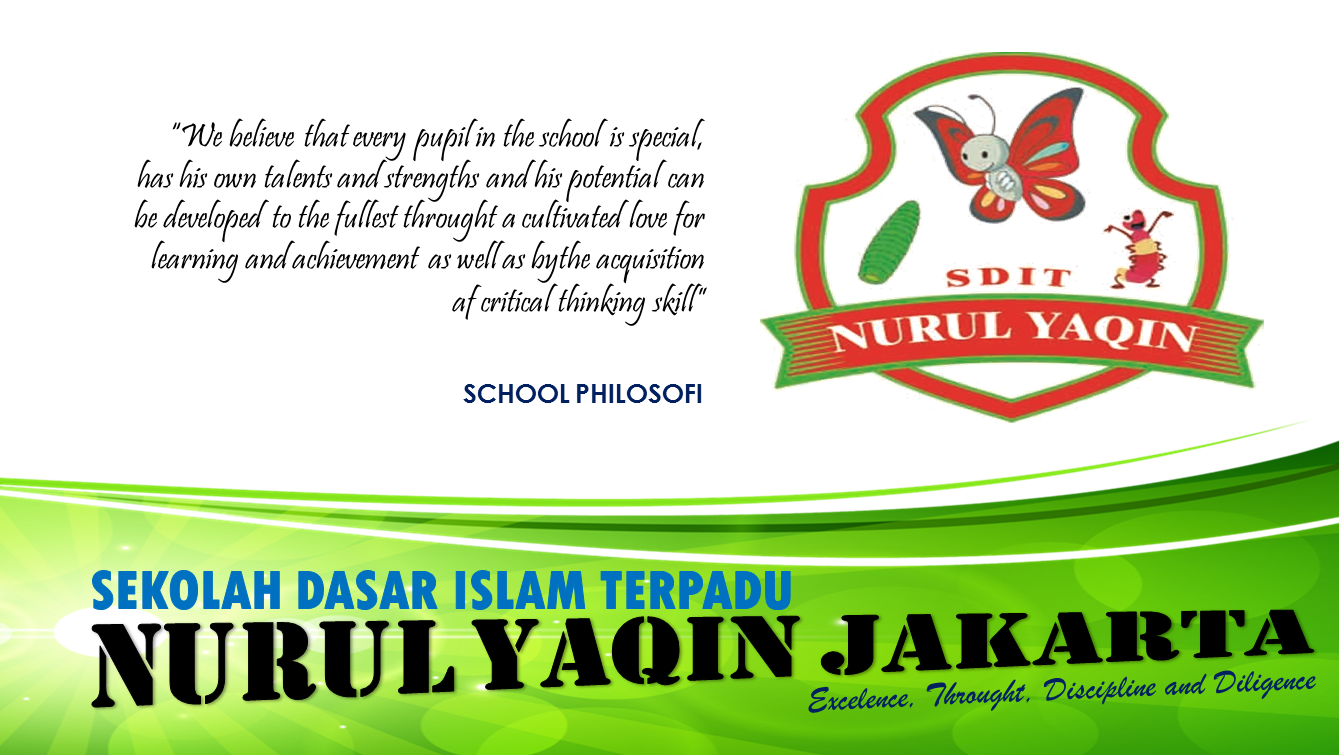 "We believe that every pupil in the school is special,
has his own talents and strengths and his potential can
be developed to the fullest throught a cultivated love for
learning and achievement as well as bythe acquisition
af critical thinking skill"
SCHOOL PHILOSOFI
SDIT
NURUL YAQIN
SEKOLAH DASAR ISLAM TERPADU
NURUL YAQIN JAKARTA
Excelence, Throught, Discipline and Diligence